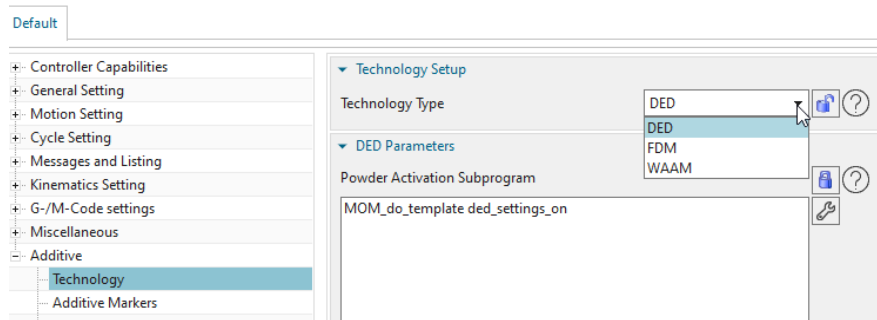 Default
Controller Capabilities
General Setting
Motion Setting
Cycle Setting
Messages and Listing
Kinematics Setting
G-/M-Code settings
Miscellaneous
Additive
Technology
Additive Markers
Technology Setup
Technology Type
DED
DED
FDM
WAAM
DED Parameters
Powder Activation Subprogram
MOM_do_template ded_settings_on